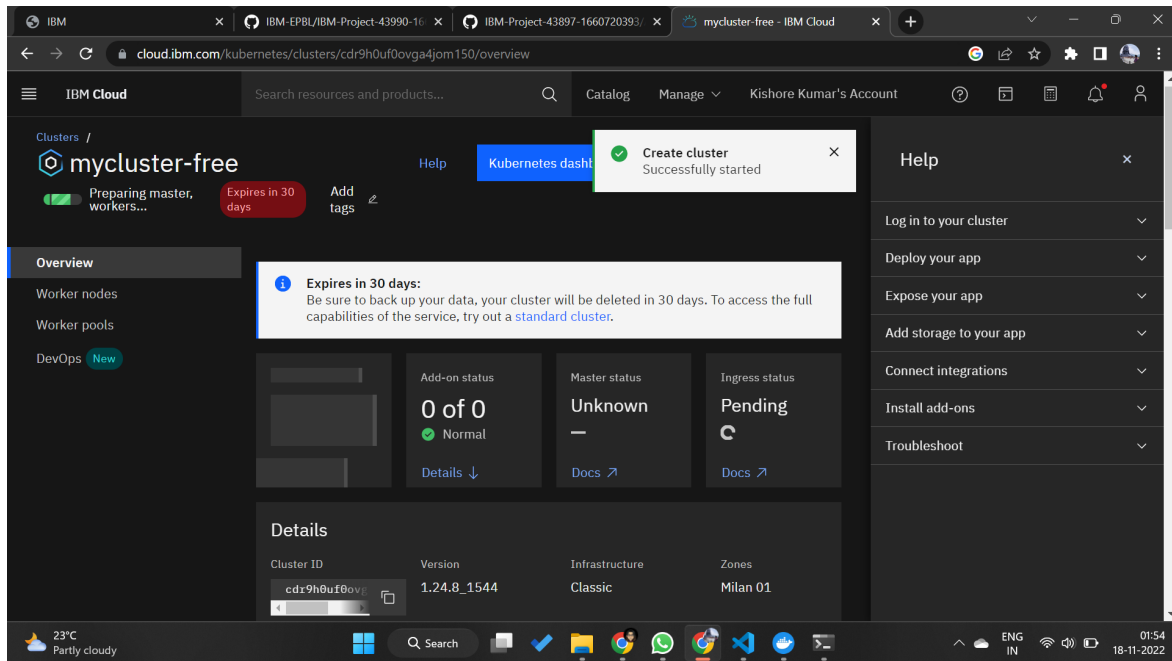 IBM
IBM-EPBL/IBM-Project-43990-16
IBM-Project-43897-1660720393/
mycluster-free - IBM Cloud
cloud.ibm.com/kubernetes/clusters/cdr9h0uf0ovga4jom150/overview
IBM Cloud
Search resources and products...
Catalog
Manage
Kishore Kumar's Account
Clusters /
mycluster-free
Help
Kubernetes dashb
Create cluster
Successfully started
Preparing master,
workers...
Expires in 30
days
Add
tags
Overview
Worker nodes
Worker pools
DevOps New
Expires in 30 days:
Be sure to back up your data, your cluster will be deleted in 30 days. To access the full
capabilities of the service, try out a standard cluster.
Add-on status
0 of 0
Normal
Details
Master status
Unknown
Docs
Ingress status
Pending
Docs
Details
Cluster ID
cdr9h0uf0ovg
Version
1.24.8_1544
Infrastructure
Classic
Zones
Milan 01
Help
Log in to your cluster
Deploy your app
Expose your app
Add storage to your app
Connect integrations
Install add-ons
Troubleshoot
23°C
Partly cloudy
Search
ENG
IN
01:54
18-11-2022